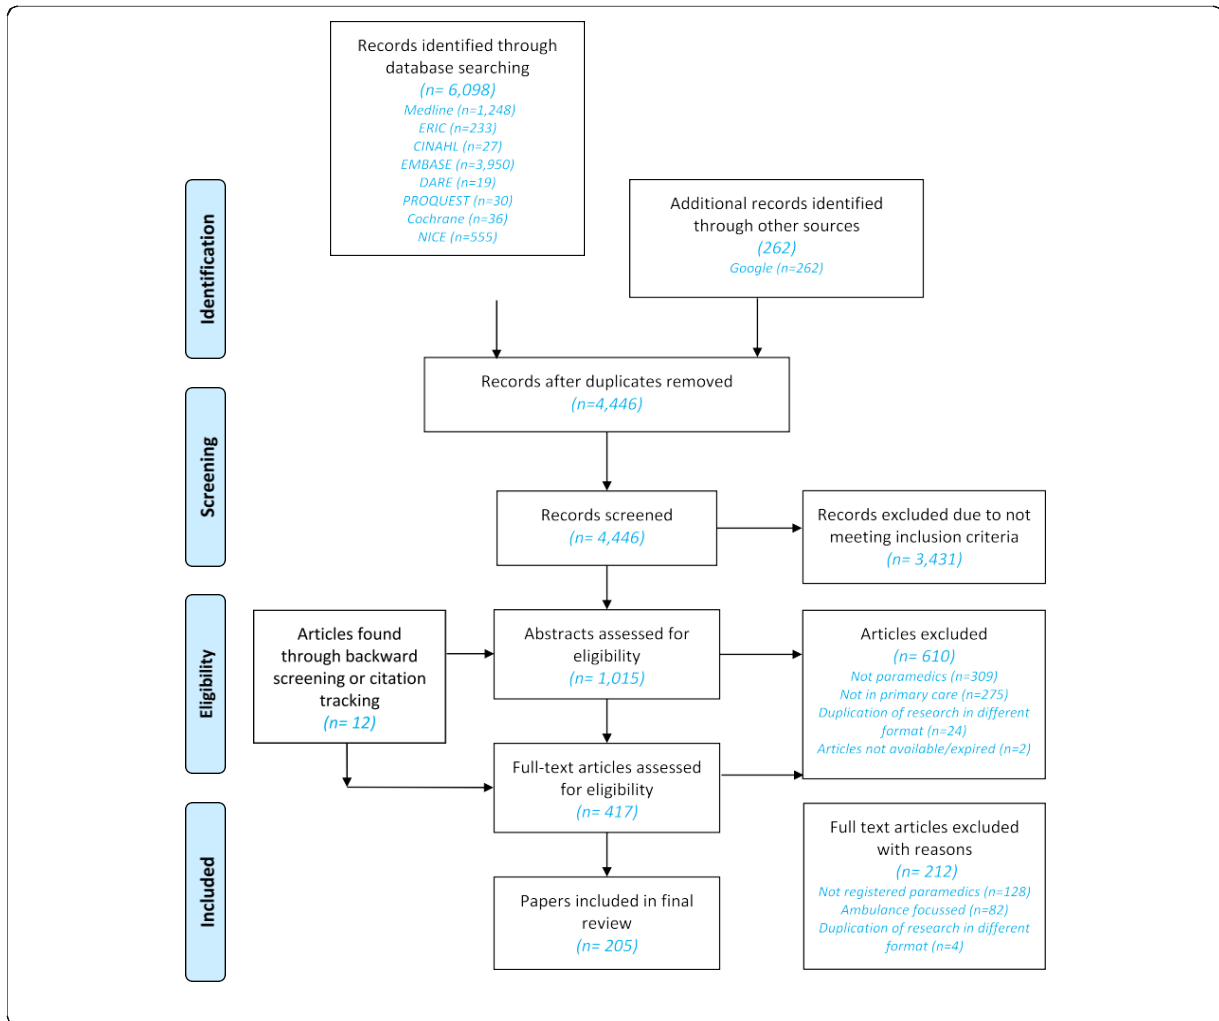 Records identified through
database searching
(n= 6,098)
Medline (n=1,248)
ERIC (n=233)
CINAHL (n=27)
EMBASE (n=3,950)
DARE (n=19)
PROQUEST (n=30)
Cochrane (n=36)
NICE (n=555)
Additional records identified
through other sources
(262)
Google (n=262)
Identification
Records after duplicates removed
(n=4,446)
Screening
Records screened
(n= 4,446)
Records excluded due to not
meeting inclusion criteria
(n= 3,431)
Eligibility
Articles found
through backward
screening or citation
tracking
(n= 12)
Abstracts assessed for
eligibility
(n= 1,015)
Articles excluded
(n= 610)
Not paramedics (n=309)
Not in primary care (n=275)
Duplication of research in different
format (n=24)
Articles not available/expired (n=2)
Full-text articles assessed
for eligibility
(n= 417)
Included
Full text articles excluded
with reasons
(n= 212)
Not registered paramedics (n=128)
Ambulance focussed (n=82)
Duplication of research in different
format (n=4)
Papers included in final
review
(n= 205)